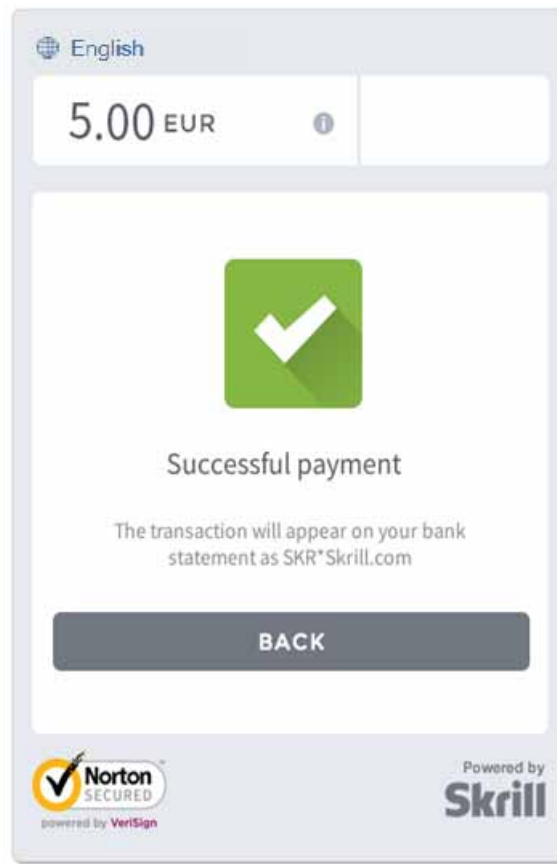 English
5.00 EUR
Successful payment
The transaction will appear on your bank
statement as SKR*Skrill.com
BACK
Norton
SECURED
powered by VeriSign
Powered by
Skrill